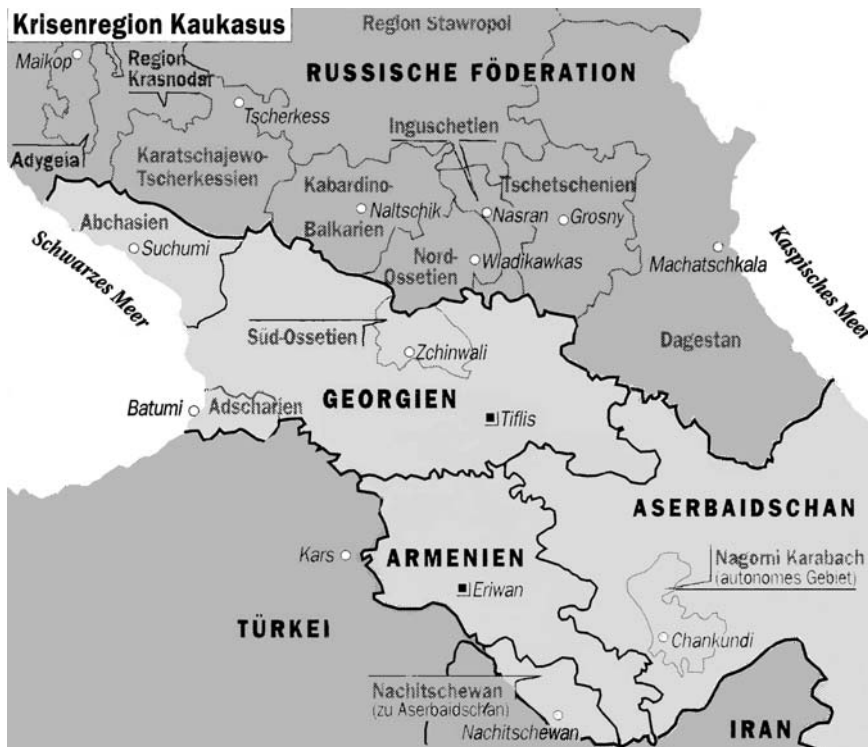 Krisenregion Kaukasus
Region Stawropol
Maikop
Region
Krasnodar
RUSSISCHE FÖDERATION
Tscherkess
Inguschetien
Adygeia
Karatschajewo-
Tscherkessien
Kabardino-
Balkarien
Tschetschenien
Naltschik
Nasran
Grosny
Abchasien
Suchumi
Nord-
Ossetien
Wladikawkas
Machatschkala
Schwarzes Meer
Kaspisches Meer
Süd-Ossetien
Zchinwali
Dagestan
Batumi
Adscharien
GEORGIEN
Tiflis
ASERBAIDSCHAN
Kars
ARMENIEN
Nagorni Karabach
(autonomes Gebiet)
Eriwan
TÜRKEI
Chankundi
Nachitschewan
(zu Aserbaidschan)
Nachitschewan
IRAN